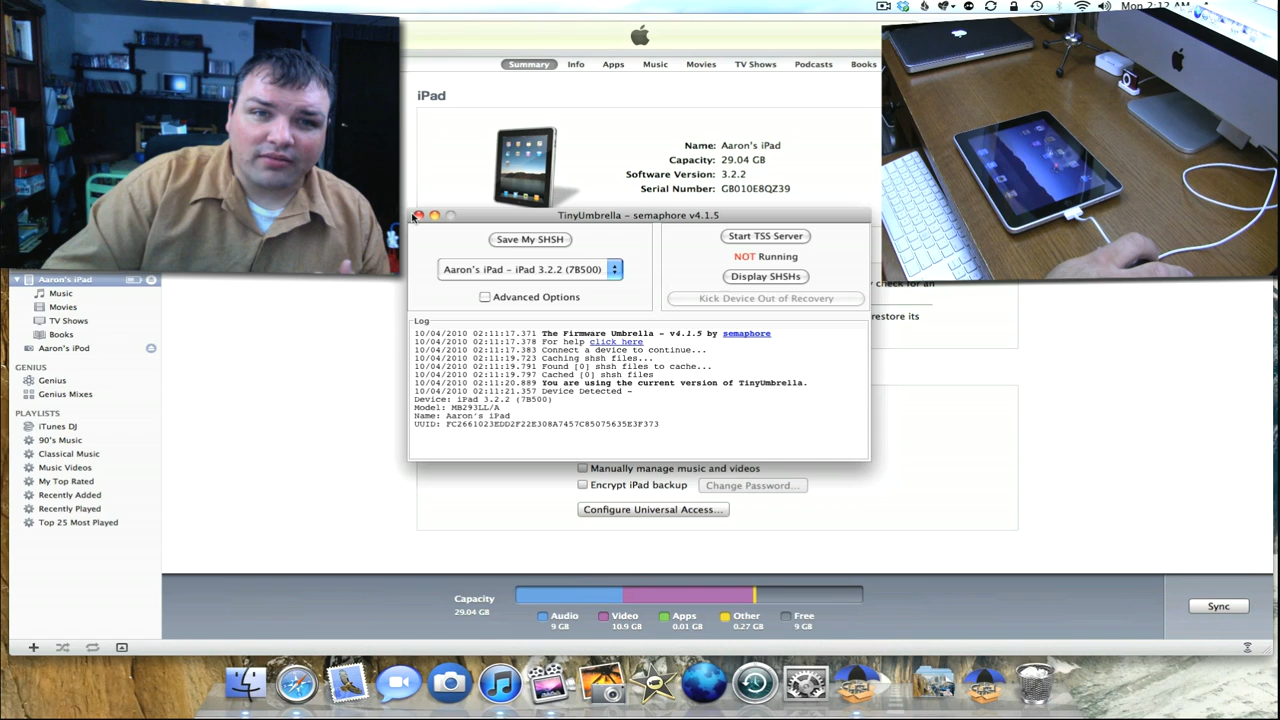 Mon 2:12 AM
Summary Info Apps Music Movies TV Shows Podcasts Books
iPad
Name: Aaron's iPad
Capacity: 29.04 GB
Software Version: 3.2.2
Serial Number: GB010E8QZ39
TinyUmbrella – semaphore v4.1.5
Save My SHSH
Aaron's iPad – iPad 3.2.2 (7B500)
Advanced Options
Start TSS Server
NOT Running
Display SHSHs
Kick Device Out of Recovery
y check for an
restore its
Log
10/04/2010 02:11:17.371 The Firmware Umbrella – v4.1.5 by semaphore
10/04/2010 02:11:17.378 For help click here
10/04/2010 02:11:17.383 Connect a device to continue...
10/04/2010 02:11:19.723 Caching shsh files...
10/04/2010 02:11:19.791 Found [0] shsh files to cache...
10/04/2010 02:11:19.797 Cached [0] shsh files
10/04/2010 02:11:20.889 You are using the current version of TinyUmbrella.
10/04/2010 02:11:21.357 Device Detected –
Device: iPad 3.2.2 (7B500)
Model: MB293LL/A
Name: Aaron's iPad
UUID: FC2661023EDD2F22E308A7457C85075635E3F373
Aaron's iPad
Music
Movies
TV Shows
Books
Aaron's iPod
GENIUS
Genius
Genius Mixes
PLAYLISTS
iTunes DJ
90's Music
Classical Music
Music Videos
My Top Rated
Recently Added
Recently Played
Top 25 Most Played
Manually manage music and videos
Encrypt iPad backup Change Password...
Configure Universal Access...
Capacity
29.04 GB
Audio
9 GB
Video
10.9 GB
Apps
0.01 GB
Other
0.27 GB
Free
9 GB
Sync